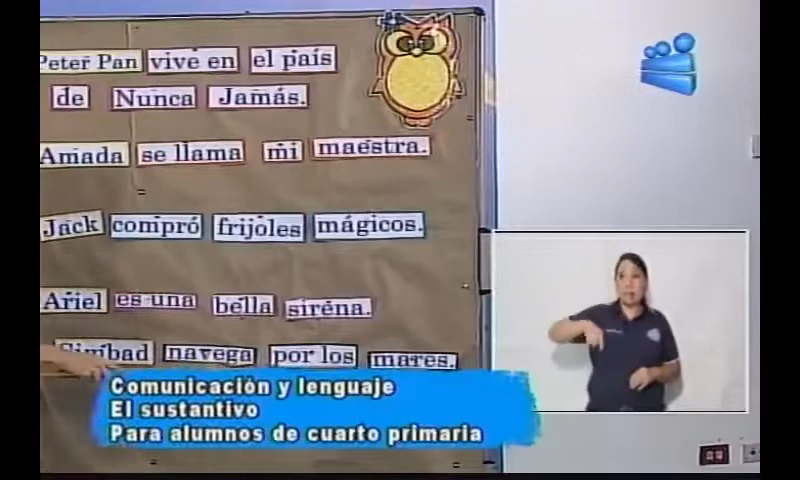 Peter Pan vive en el país
de Nunca Jamás.
Amada se llama mi maestra.
Jack compró frijoles mágicos.
Ariel es una bella sirena.
Simbad navega por los mares.
Comunicación y lenguaje
El sustantivo
Para alumnos de cuarto primaria